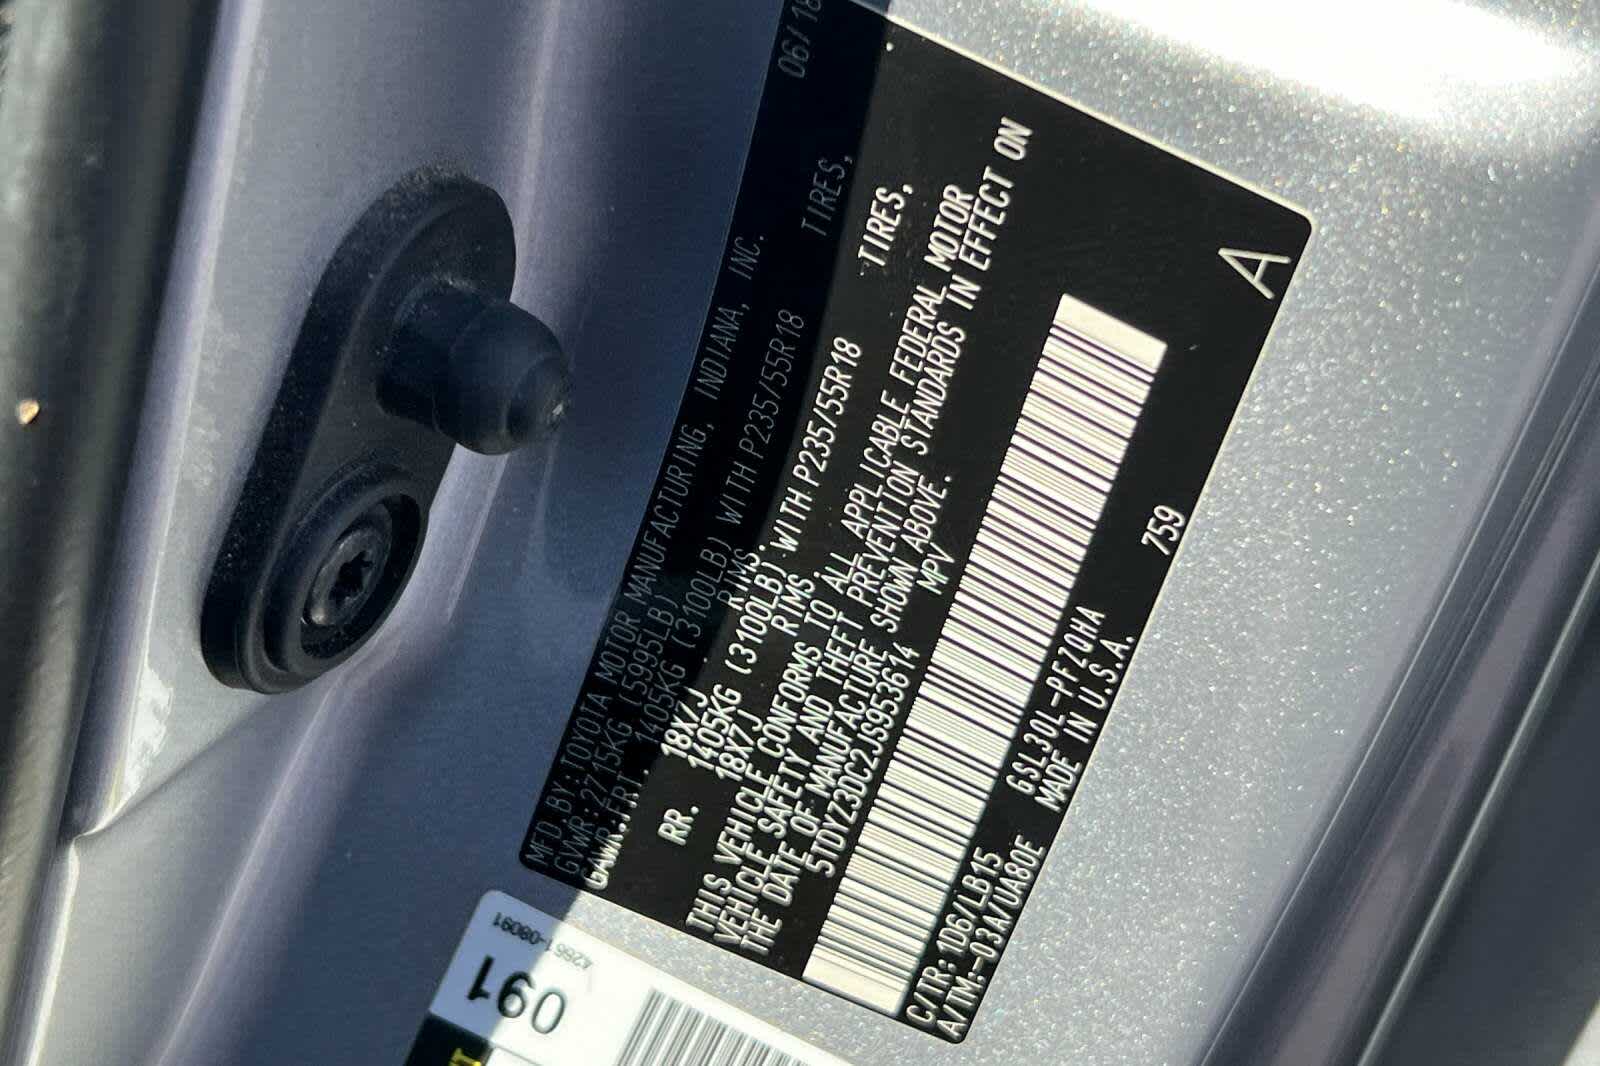 MFD.BY:TOYOTA MOTOR MANUFACTURING, INDIANA, INC. 06/18
GVWR:2715KG (5995LB)
GAWR:FRT. 1405KG (3100LB) WITH P235/55R18 TIRES,
18X7J RIMS.
RR. 1405KG (3100LB) WITH P235/55R18 TIRES,
18X7J RIMS
THIS VEHICLE CONFORMS TO ALL APPLICABLE FEDERAL MOTOR
VEHICLE SAFETY AND THEFT PREVENTION STANDARDS IN EFFECT ON
THE DATE OF MANUFACTURE SHOWN ABOVE.
5TDYZ3DC2JS953614 MPV
759
C/TR:1D6/LB15 GSL30L-PFZQHA
A/TM:-03A/UA80E MADE IN U.S.A.
A
42661-08091
091